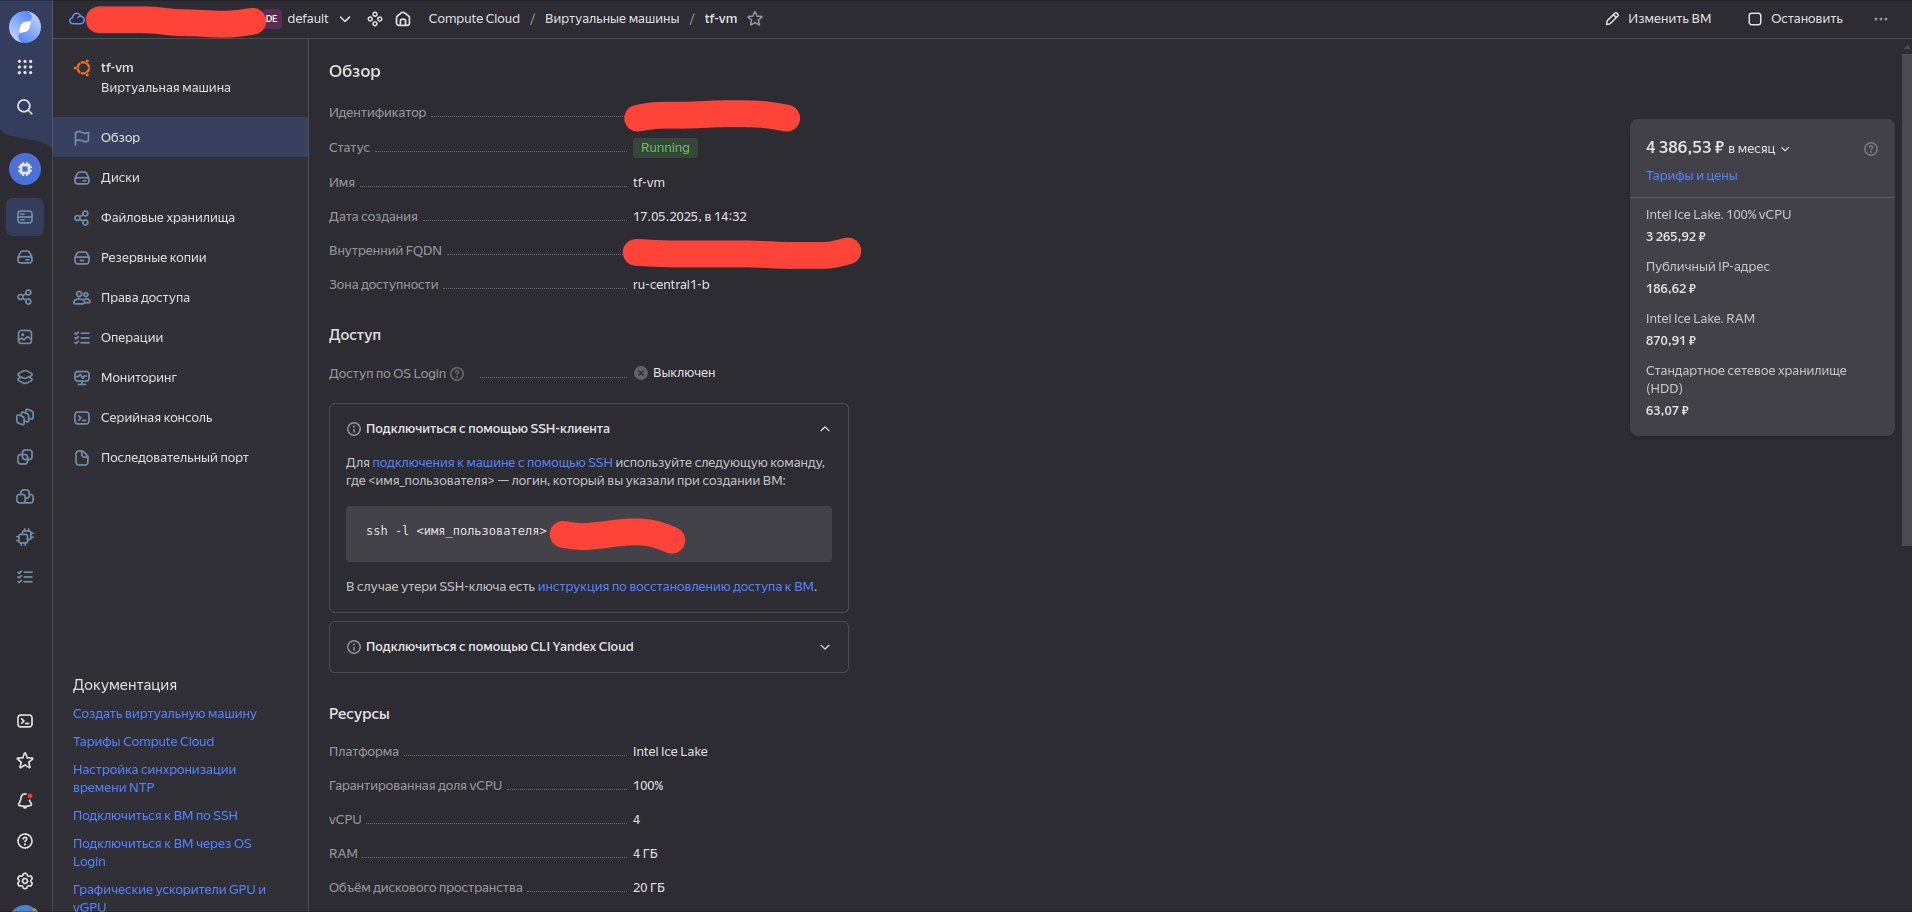 DE default Compute Cloud / Виртуальные машины / tf-vm Изменить ВМ Остановить
tf-vm
Виртуальная машина
Обзор
Диски
Файловые хранилища
Резервные копии
Права доступа
Операции
Мониторинг
Серийная консоль
Последовательный порт
Документация
Создать виртуальную машину
Тарифы Compute Cloud
Настройка синхронизации
времени NTP
Подключиться к ВМ по SSH
Подключиться к ВМ через OS
Login
Графические ускорители GPU и
vGPU
Обзор
Идентификатор
Статус Running
Имя tf-vm
Дата создания 17.05.2025, в 14:32
Внутренний FQDN
Зона доступности ru-central1-b
Доступ
Доступ по OS Login Выключен
Подключиться с помощью SSH-клиента
Для подключения к машине с помощью SSH используйте следующую команду,
где <имя_пользователя> — логин, который вы указали при создании ВМ:
ssh -l <имя_пользователя>
В случае утери SSH-ключа есть инструкция по восстановлению доступа к ВМ.
Подключиться с помощью CLI Yandex Cloud
Ресурсы
Платформа Intel Ice Lake
Гарантированная доля vCPU 100%
vCPU 4
RAM 4 ГБ
Объём дискового пространства 20 ГБ
4 386,53 ₽ в месяц
Тарифы и цены
Intel Ice Lake. 100% vCPU
3 265,92 ₽
Публичный IP-адрес
186,62 ₽
Intel Ice Lake. RAM
870,91 ₽
Стандартное сетевое хранилище
(HDD)
63,07 ₽